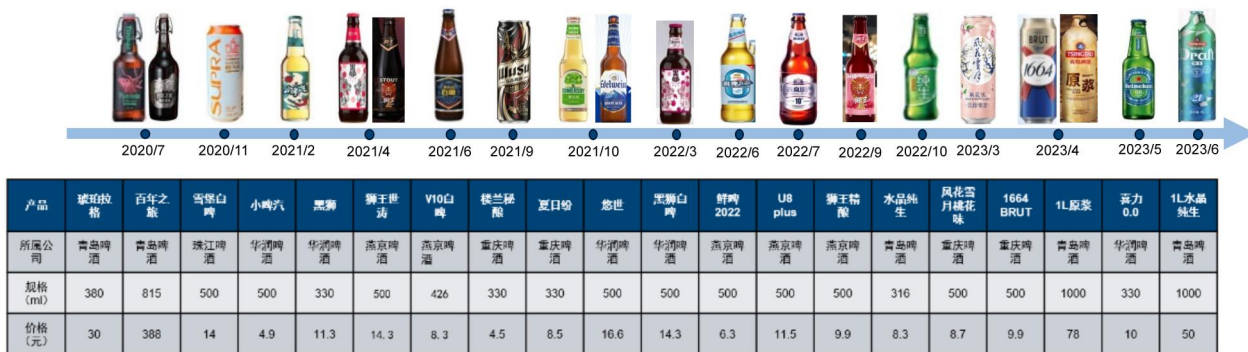 SUPRA
STOUT
WUSU
Edelweiss
纯生
BRUT
1664
TSINGTAO
原浆
Heineken
Draft
2020/7 2020/11 2021/2 2021/4 2021/6 2021/9 2021/10 2022/3 2022/6 2022/7 2022/9 2022/10 2023/3 2023/4 2023/5 2023/6
产品 琥珀拉格 百年之旅 雪堡白啤 小啤汽 黑狮 狮王世涛 V10白啤 楼兰秘酿 夏日纷 悠世 黑狮白啤 鲜啤2022 U8 plus 狮王精酿 水晶纯生 风花雪月桃花味 1664 BRUT 1L原浆 喜力0.0 1L水晶纯生
所属公司 青岛啤酒 青岛啤酒 珠江啤酒 华润啤酒 华润啤酒 燕京啤酒 燕京啤酒 重庆啤酒 重庆啤酒 华润啤酒 华润啤酒 燕京啤酒 燕京啤酒 燕京啤酒 青岛啤酒 重庆啤酒 重庆啤酒 青岛啤酒 华润啤酒 青岛啤酒
规格（ml） 380 815 500 500 330 500 426 330 330 500 500 500 500 500 316 500 500 1000 330 1000
价格（元） 30 388 14 4.9 11.3 14.3 8.3 4.5 8.5 16.6 14.3 6.3 11.5 9.9 8.3 8.7 9.9 78 10 50